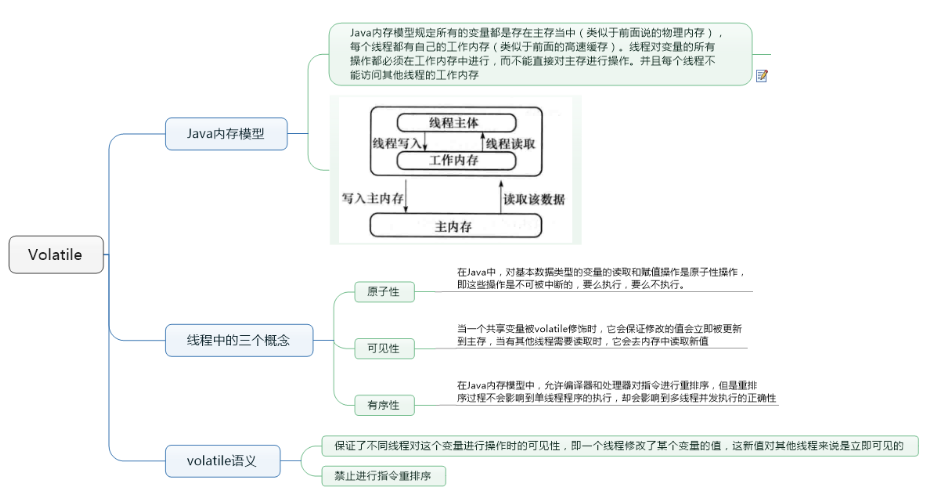 Volatile
Java内存模型
Java内存模型规定所有的变量都是存在主存当中（类似于前面说的物理内存），
每个线程都有自己的工作内存（类似于前面的高速缓存）。线程对变量的所有
操作都必须在工作内存中进行，而不能直接对主存进行操作。并且每个线程不
能访问其他线程的工作内存
线程主体
线程写入
线程读取
工作内存
写入主内存
读取该数据
主内存
线程中的三个概念
原子性
在Java中，对基本数据类型的变量的读取和赋值操作是原子性操作，
即这些操作是不可被中断的，要么执行，要么不执行。
可见性
当一个共享变量被volatile修饰时，它会保证修改的值会立即被更新
到主存，当有其他线程需要读取时，它会去内存中读取新值
有序性
在Java内存模型中，允许编译器和处理器对指令进行重排序，但是重排
序过程不会影响到单线程程序的执行，却会影响到多线程并发执行的正确性
volatile语义
保证了不同线程对这个变量进行操作时的可见性，即一个线程修改了某个变量的值，这新值对其他线程来说是立即可见的
禁止进行指令重排序